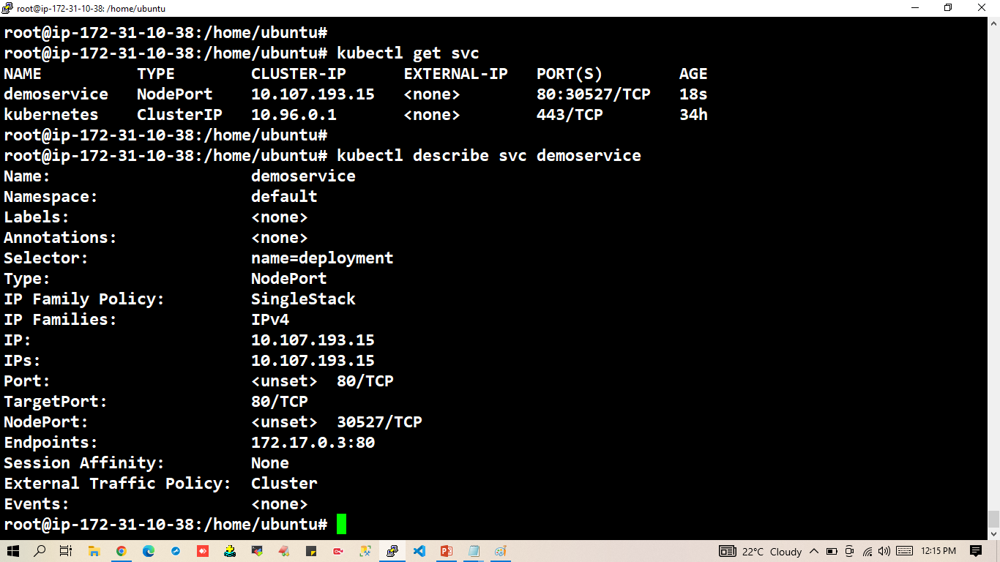 root@ip-172-31-10-38: /home/ubuntu
root@ip-172-31-10-38:/home/ubuntu#
root@ip-172-31-10-38:/home/ubuntu# kubectl get svc
NAME          TYPE        CLUSTER-IP      EXTERNAL-IP   PORT(S)        AGE
demoservice   NodePort    10.107.193.15   <none>        80:30527/TCP   18s
kubernetes    ClusterIP   10.96.0.1       <none>        443/TCP        34h
root@ip-172-31-10-38:/home/ubuntu#
root@ip-172-31-10-38:/home/ubuntu# kubectl describe svc demoservice
Name:                     demoservice
Namespace:                default
Labels:                   <none>
Annotations:              <none>
Selector:                 name=deployment
Type:                     NodePort
IP Family Policy:         SingleStack
IP Families:              IPv4
IP:                       10.107.193.15
IPs:                      10.107.193.15
Port:                     <unset>  80/TCP
TargetPort:               80/TCP
NodePort:                 <unset>  30527/TCP
Endpoints:                172.17.0.3:80
Session Affinity:         None
External Traffic Policy:  Cluster
Events:                   <none>
root@ip-172-31-10-38:/home/ubuntu#
22°C Cloudy 12:15 PM